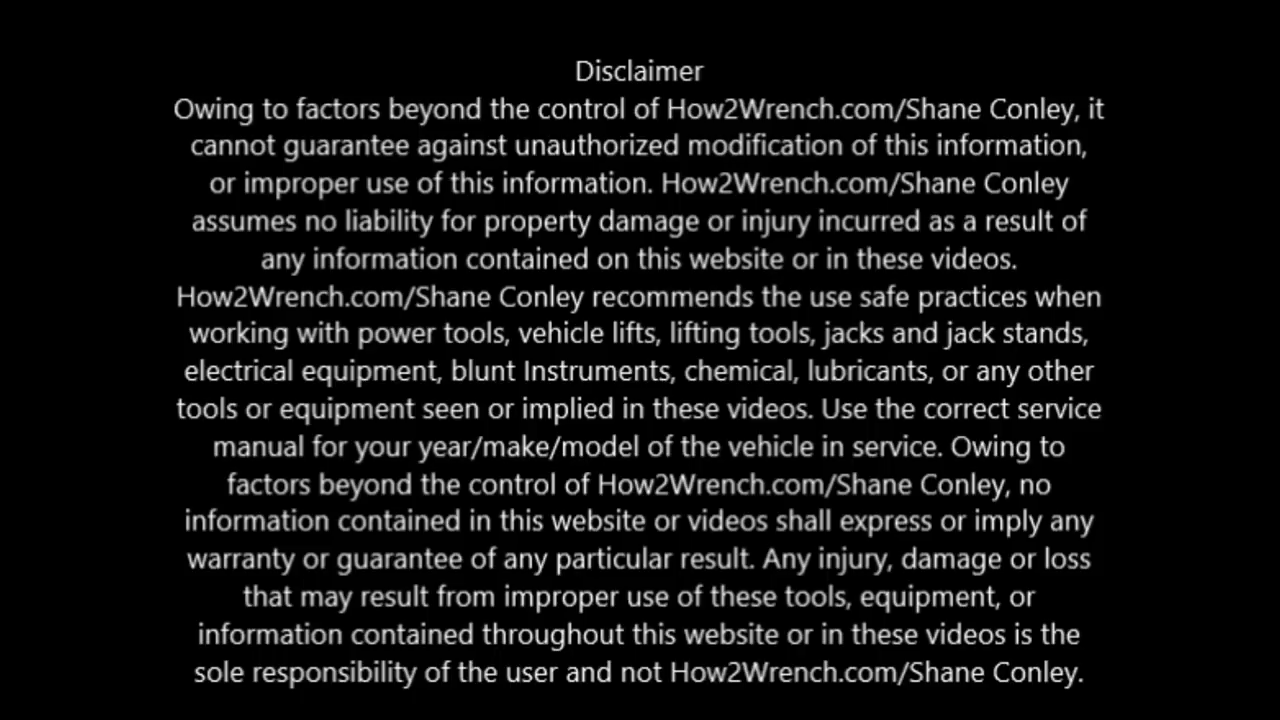 Disclaimer
Owing to factors beyond the control of How2Wrench.com/Shane Conley, it
cannot guarantee against unauthorized modification of this information,
or improper use of this information. How2Wrench.com/Shane Conley
assumes no liability for property damage or injury incurred as a result of
any information contained on this website or in these videos.
How2Wrench.com/Shane Conley recommends the use safe practices when
working with power tools, vehicle lifts, lifting tools, jacks and jack stands,
electrical equipment, blunt Instruments, chemical, lubricants, or any other
tools or equipment seen or implied in these videos. Use the correct service
manual for your year/make/model of the vehicle in service. Owing to
factors beyond the control of How2Wrench.com/Shane Conley, no
information contained in this website or videos shall express or imply any
warranty or guarantee of any particular result. Any injury, damage or loss
that may result from improper use of these tools, equipment, or
information contained throughout this website or in these videos is the
sole responsibility of the user and not How2Wrench.com/Shane Conley.